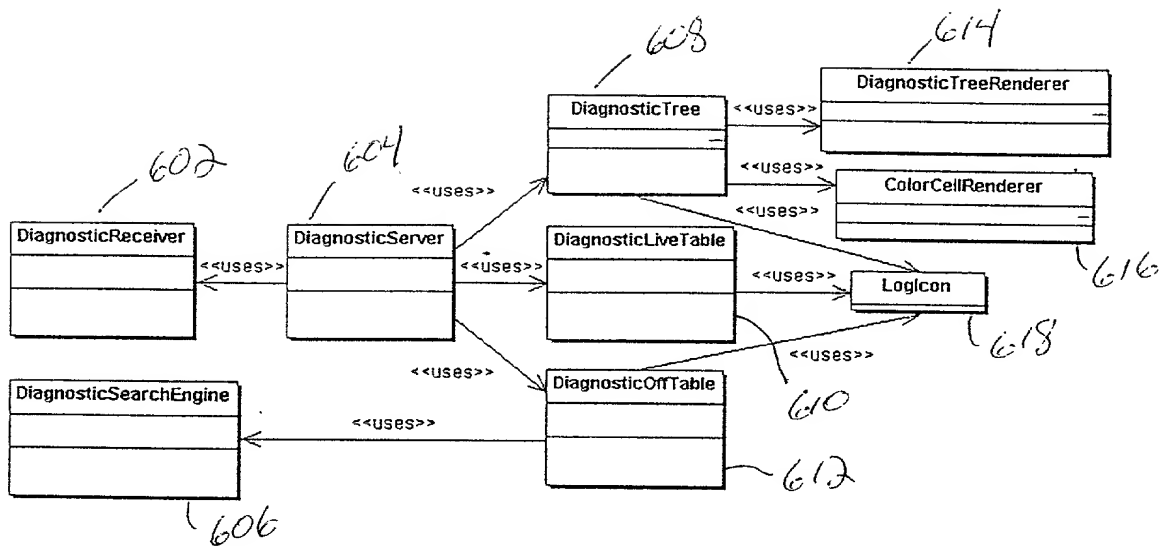 608
614
DiagnosticTree
<<uses>>
DiagnosticTreeRenderer
602
604
<<uses>>
<<uses>>
ColorCellRenderer
<<uses>>
616
DiagnosticReceiver
<<uses>>
DiagnosticServer
<<uses>>
DiagnosticLiveTable
<<uses>>
LogIcon
618
<<uses>>
<<uses>>
DiagnosticOffTable
610
DiagnosticSearchEngine
<<uses>>
612
606